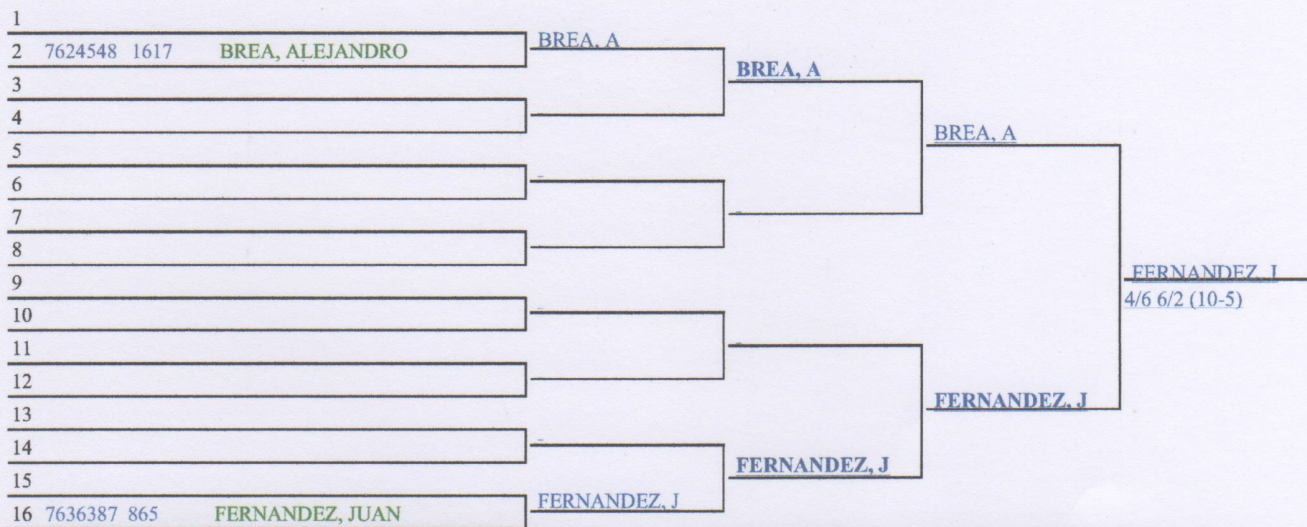 1
2 7624548 1617 BREA, ALEJANDRO
3
4
5
6
7
8
9
10
11
12
13
14
15
16 7636387 865 FERNANDEZ, JUAN
BREA, A
-
-
-
FERNANDEZ, J
BREA, A
-
-
FERNANDEZ, J
BREA, A
FERNANDEZ, J
FERNANDEZ, J
4/6 6/2 (10-5)